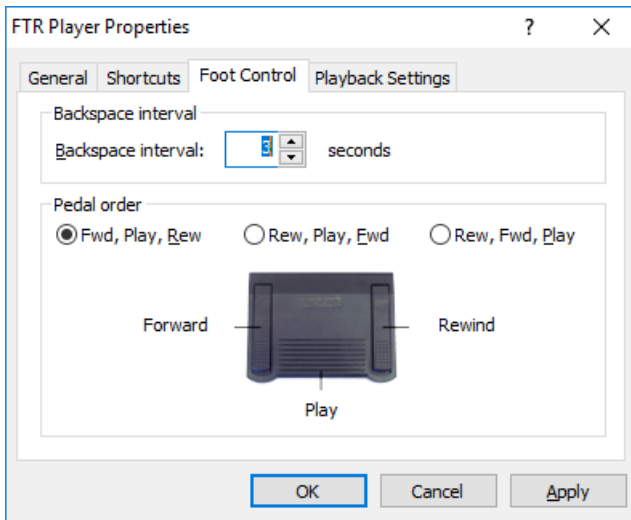 FTR Player Properties ?
General Shortcuts Foot Control Playback Settings
Backspace interval
Backspace interval: 3 seconds
Pedal order
Fwd, Play, Rew Rew, Play, Fwd Rew, Fwd, Play
Forward Rewind
Play
OK Cancel Apply